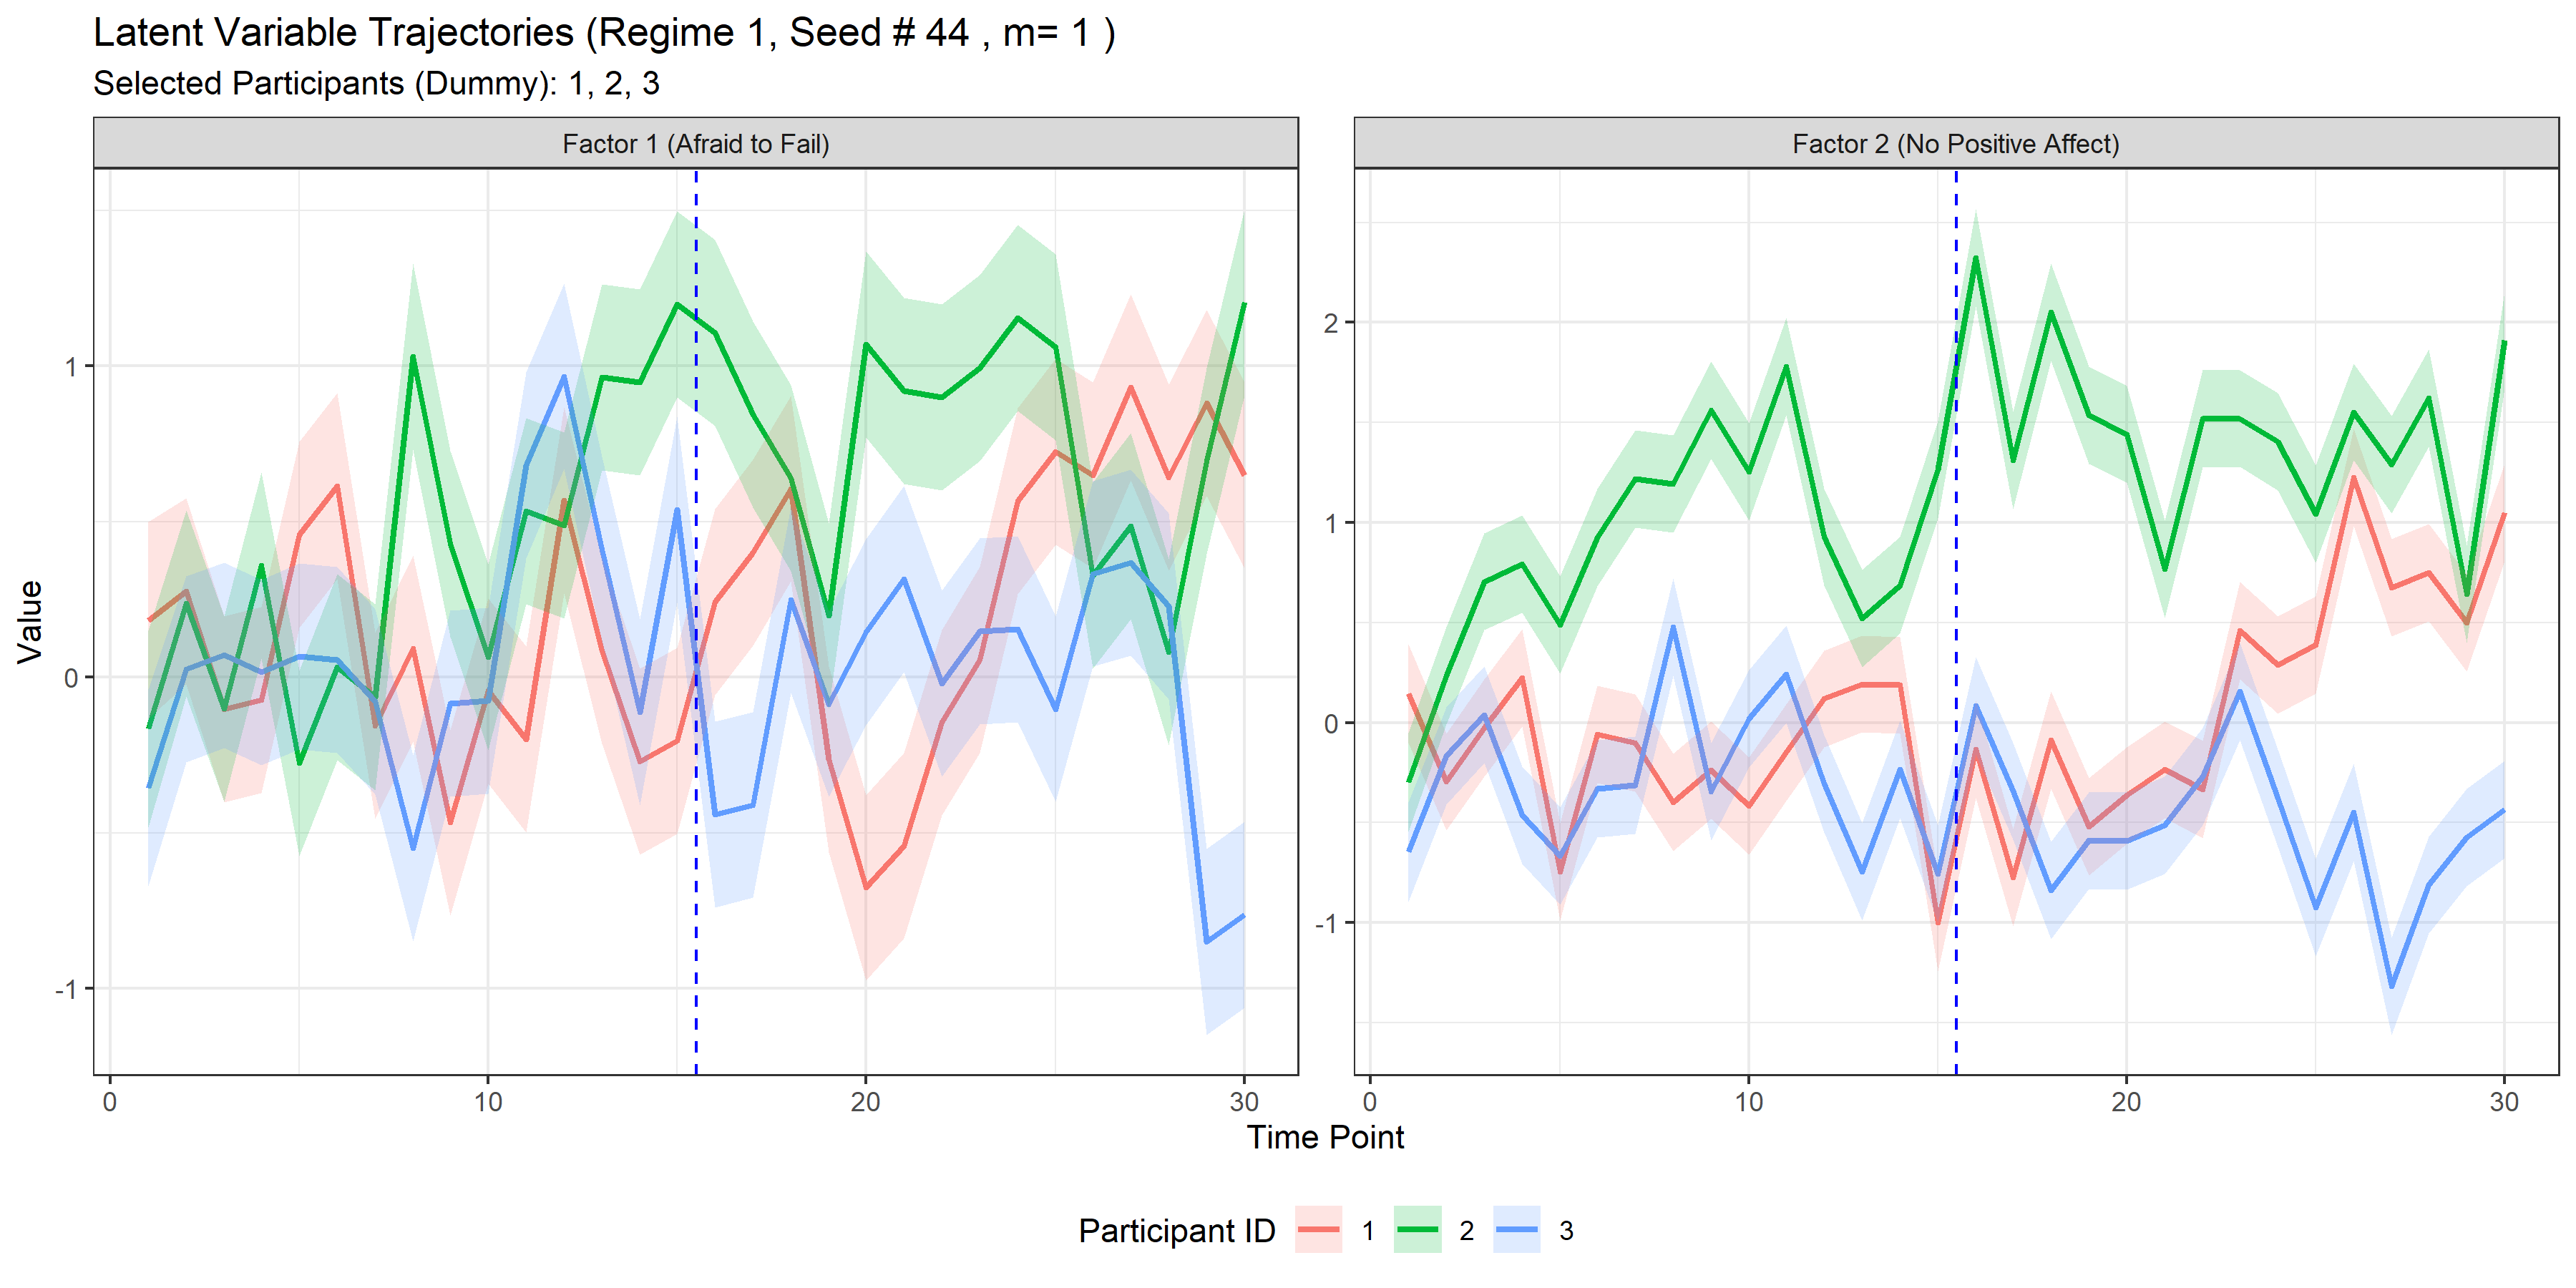 Latent Variable Trajectories (Regime 1, Seed # 44 , m= 1 )
Selected Participants (Dummy): 1, 2, 3
Factor 1 (Afraid to Fail)
Factor 2 (No Positive Affect)
Value
1
0
-1
2
1
0
-1
0
10
20
30
0
10
20
30
Time Point
Participant ID 1 2 3